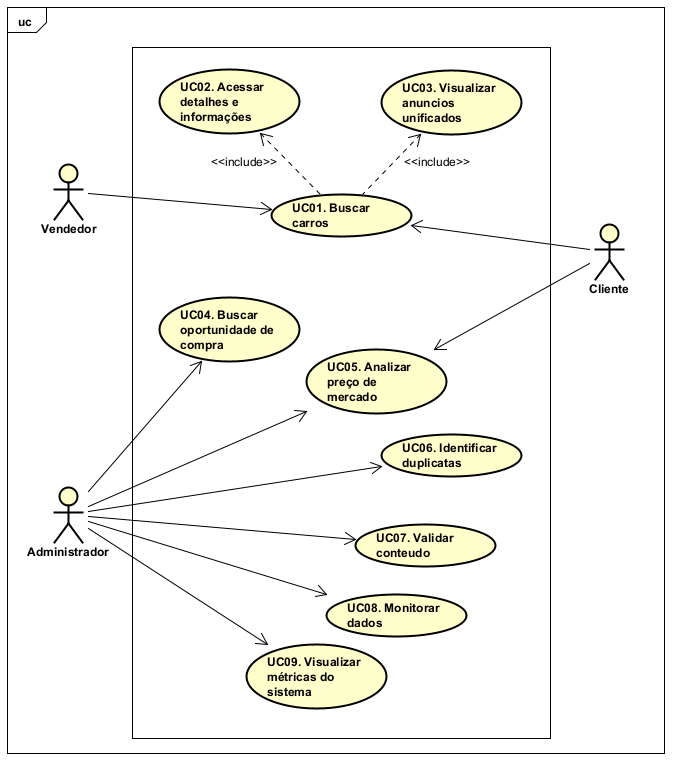 uc
UC02. Acessar
detalhes e
informações
UC03. Visualizar
anuncios
unificados
<<include>>
<<include>>
Vendedor
UC01. Buscar
carros
Cliente
UC04. Buscar
oportunidade de
compra
UC05. Analizar
preço de
mercado
UC06. Identificar
duplicatas
Administrador
UC07. Validar
conteudo
UC08. Monitorar
dados
UC09. Visualizar
métricas do
sistema